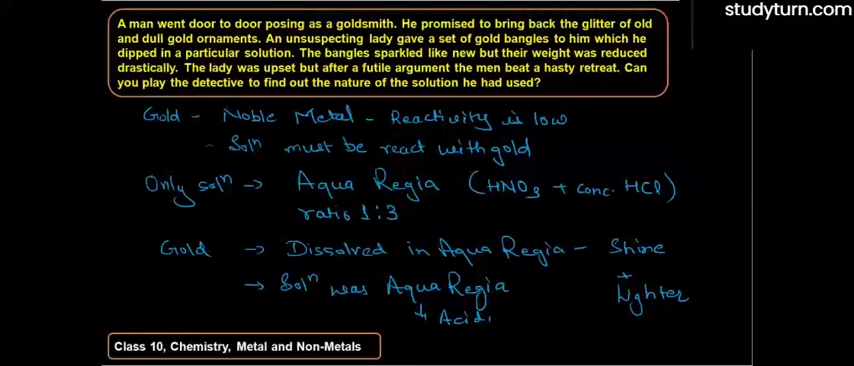 studyturn.com
A man went door to door posing as a goldsmith. He promised to bring back the glitter of old
and dull gold ornaments. An unsuspecting lady gave a set of gold bangles to him which he
dipped in a particular solution. The bangles sparkled like new but their weight was reduced
drastically. The lady was upset but after a futile argument the men beat a hasty retreat. Can
you play the detective to find out the nature of the solution he had used?
Gold - Noble Metal - Reactivity is low
- Solⁿ must be react with gold
Only solⁿ → Aqua Regia (HNO₃ + conc. HCl)
ratio 1:3
Gold → Dissolved in Aqua Regia - Shine
+
→ Solⁿ was Aqua Regia Lighter
↳ Acid,
Class 10, Chemistry, Metal and Non-Metals